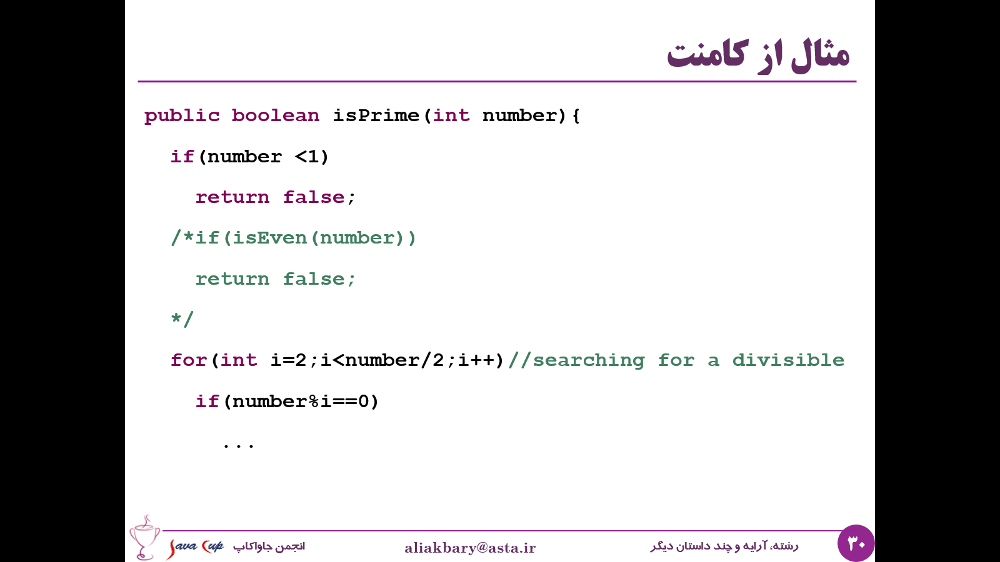 مثال از کامنت
public boolean isPrime(int number){
if(number <1)
return false;
/*if(isEven(number))
return false;
*/
for(int i=2;i<number/2;i++)//searching for a divisible
if(number%i==0)
...
Java Cup انجمن جاواکاپ
aliakbary@asta.ir
رشته، آرایه و چند داستان دیگر
۳۰